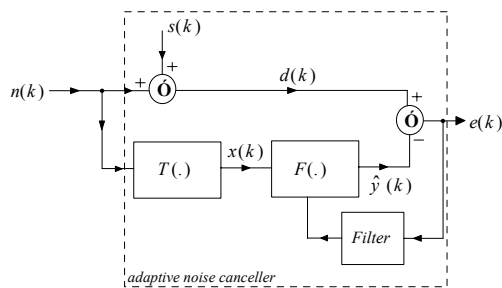 s(k)
+
n(k)
+
Ó
d(k)
+
Ó
e(k)
−
T(.)
x(k)
F(.)
ŷ (k)
Filter
adaptive noise canceller